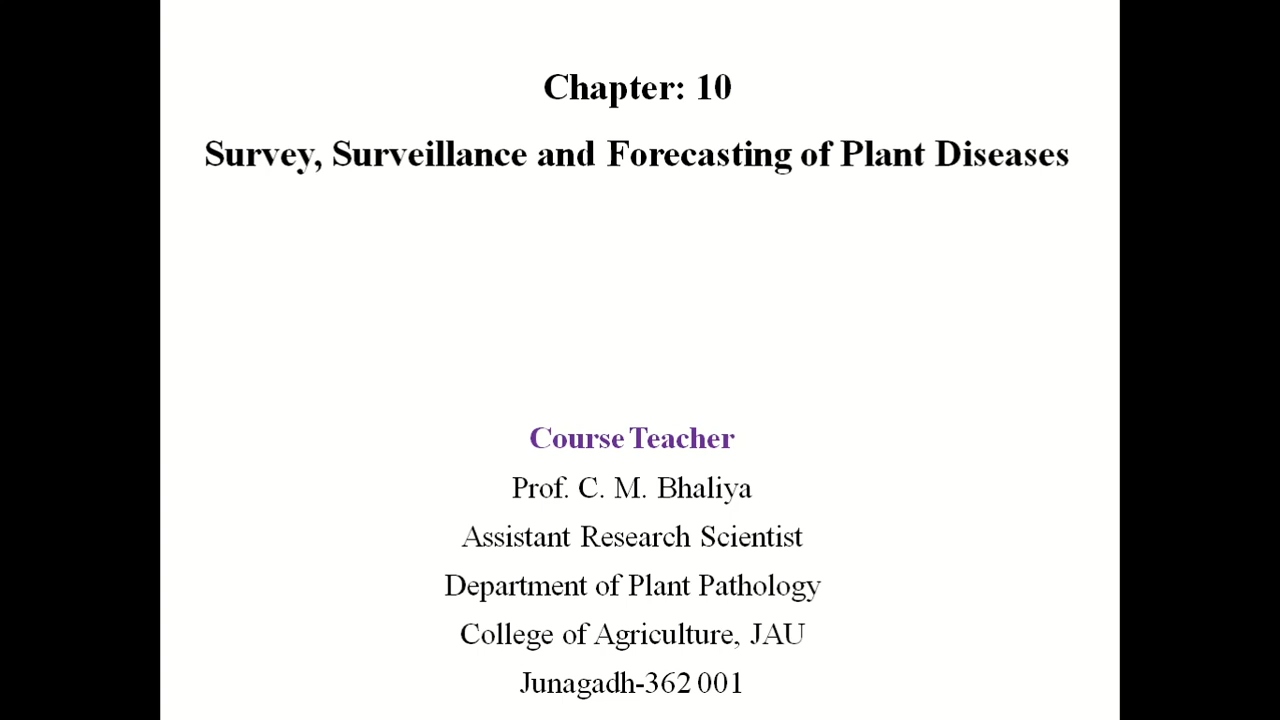 Chapter: 10
Survey, Surveillance and Forecasting of Plant Diseases
Course Teacher
Prof. C. M. Bhaliya
Assistant Research Scientist
Department of Plant Pathology
College of Agriculture, JAU
Junagadh-362 001